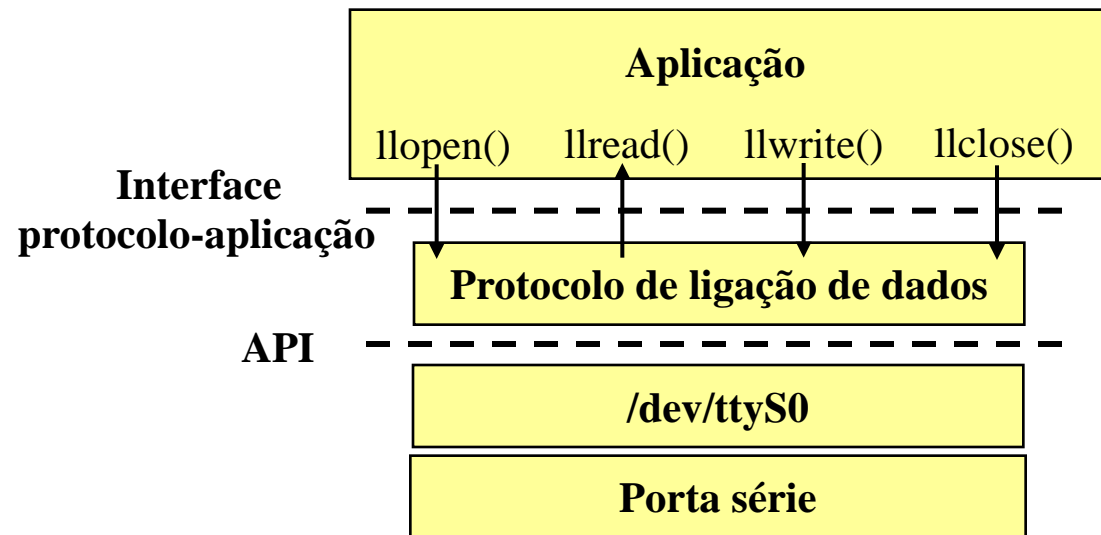 Aplicação
llopen() llread() llwrite() llclose()
Interface
protocolo-aplicação
Protocolo de ligação de dados
API
/dev/ttyS0
Porta série